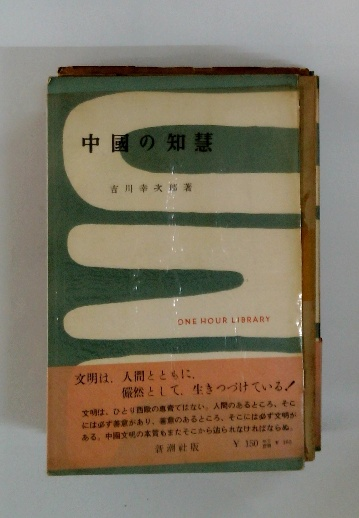 中國の知慧
吉川幸次郎著
ONE HOUR LIBRARY
文明は、人間とともに、
儼然として、生きつづけている！
文明は、ひとり西欧の専有ではない。人間のあるところ、そこ
には必ず善意があり、善意のあるところ、そこには必ず文明が
ある。中國文明の本質もまたそこから辿られなければならぬ。
新潮社版
￥130